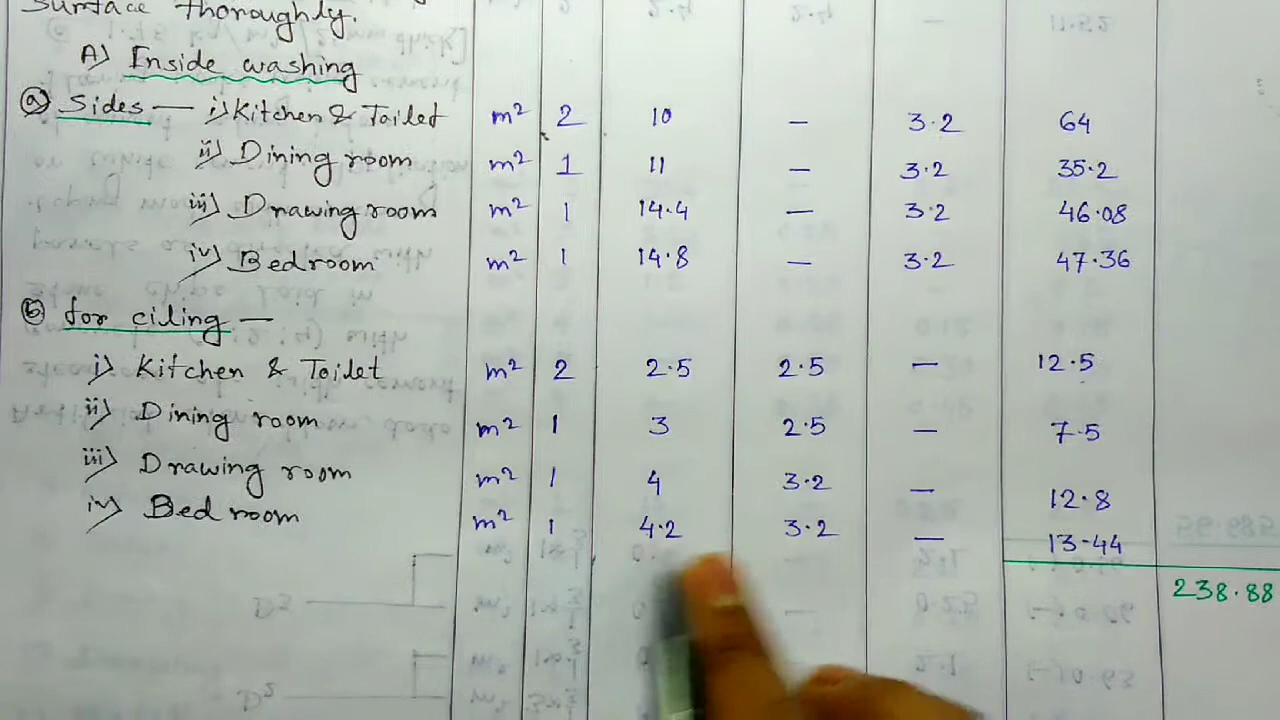 Surface thoroughly.
A) Inside washing
ⓐ Sides — i) Kitchen & Toilet m² 2 10 — 3.2 64
ii) Dining room m² 1 11 — 3.2 35.2
iii) Drawing room m² 1 14.4 — 3.2 46.08
iv) Bedroom m² 1 14.8 — 3.2 47.36
ⓑ for ciling —
i) Kitchen & Toilet m² 2 2.5 2.5 — 12.5
ii) Dining room m² 1 3 2.5 — 7.5
iii) Drawing room m² 1 4 3.2 — 12.8
iv) Bed room m² 1 4.2 3.2 — 13.44
238.88